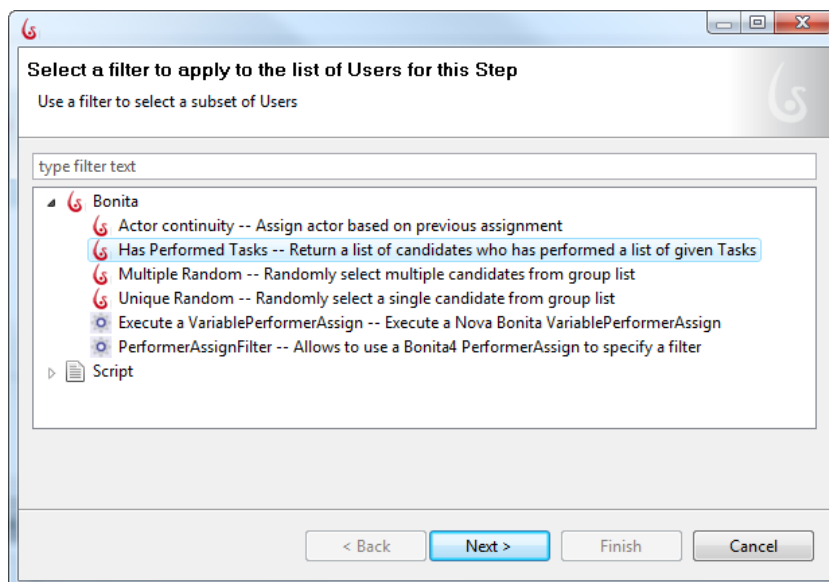 Select a filter to apply to the list of Users for this Step
Use a filter to select a subset of Users
type filter text
Bonita
Actor continuity -- Assign actor based on previous assignment
Has Performed Tasks -- Return a list of candidates who has performed a list of given Tasks
Multiple Random -- Randomly select multiple candidates from group list
Unique Random -- Randomly select a single candidate from group list
Execute a VariablePerformerAssign -- Execute a Nova Bonita VariablePerformerAssign
PerformerAssignFilter -- Allows to use a Bonita4 PerformerAssign to specify a filter
Script
< Back Next > Finish Cancel